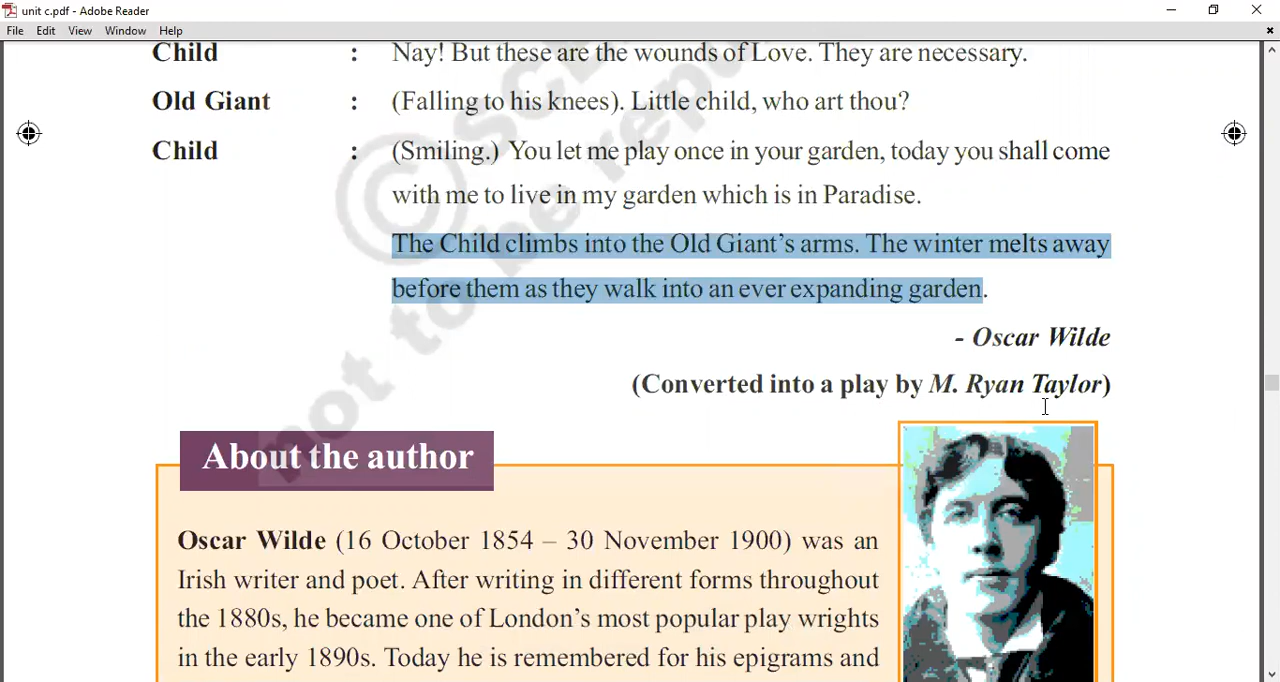 unit c.pdf - Adobe Reader
File Edit View Window Help
Child : Nay! But these are the wounds of Love. They are necessary.
Old Giant : (Falling to his knees). Little child, who art thou?
Child : (Smiling.) You let me play once in your garden, today you shall come
with me to live in my garden which is in Paradise.
The Child climbs into the Old Giant’s arms. The winter melts away
before them as they walk into an ever expanding garden.
- Oscar Wilde
(Converted into a play by M. Ryan Taylor)
About the author
Oscar Wilde (16 October 1854 – 30 November 1900) was an
Irish writer and poet. After writing in different forms throughout
the 1880s, he became one of London’s most popular play wrights
in the early 1890s. Today he is remembered for his epigrams and
© SC
not to be repu